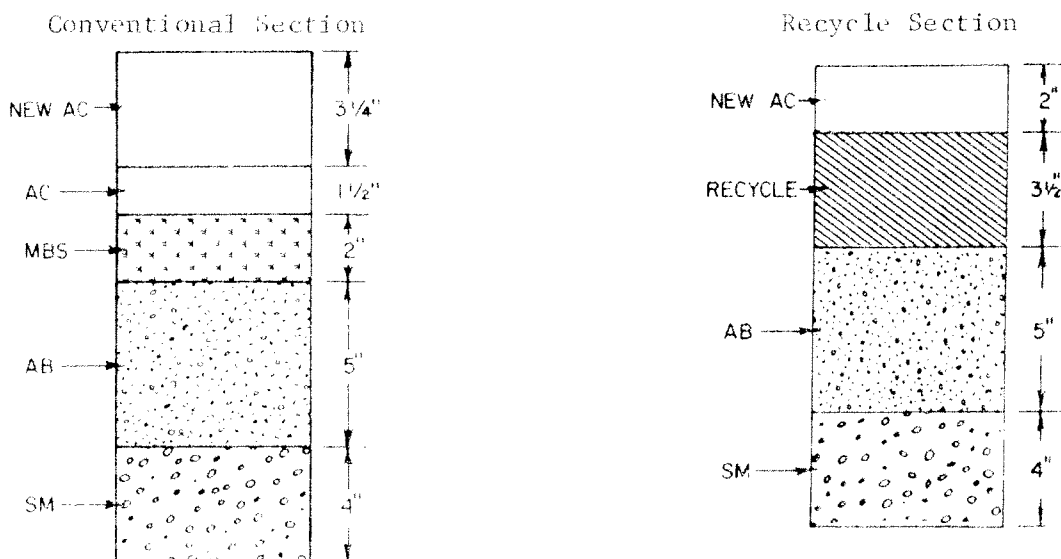 Conventional Section
NEW AC
3¼"
AC
1½"
MBS
2"
AB
5"
SM
4"
Recycle Section
NEW AC
2"
RECYCLE
3½"
AB
5"
SM
4"